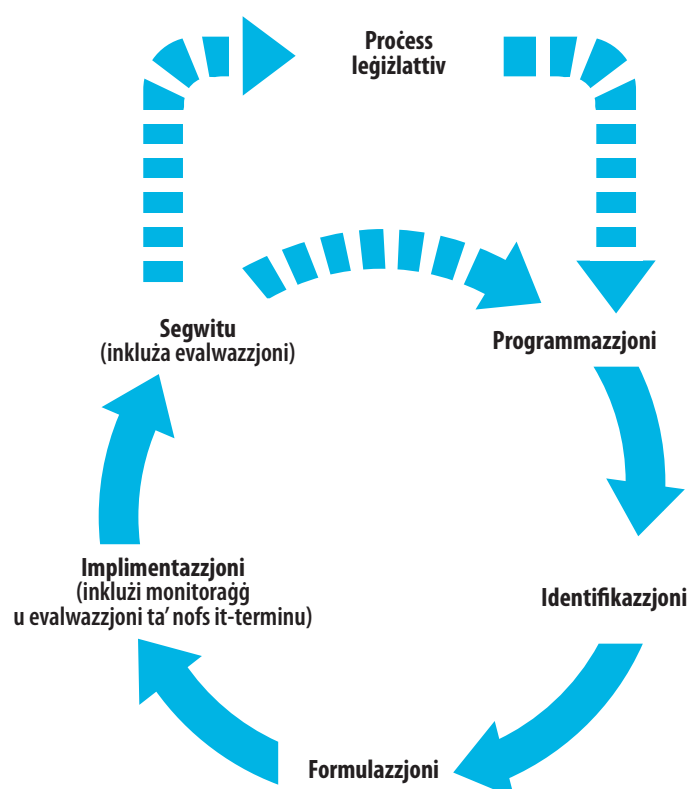 Proċess
leġiżlattiv
Segwitu
(inkluża evalwazzjoni)
Programmazzjoni
Implimentazzjoni
(inklużi monitoraġġ
u evalwazzjoni ta’ nofs it-terminu)
Identifikazzjoni
Formulazzjoni